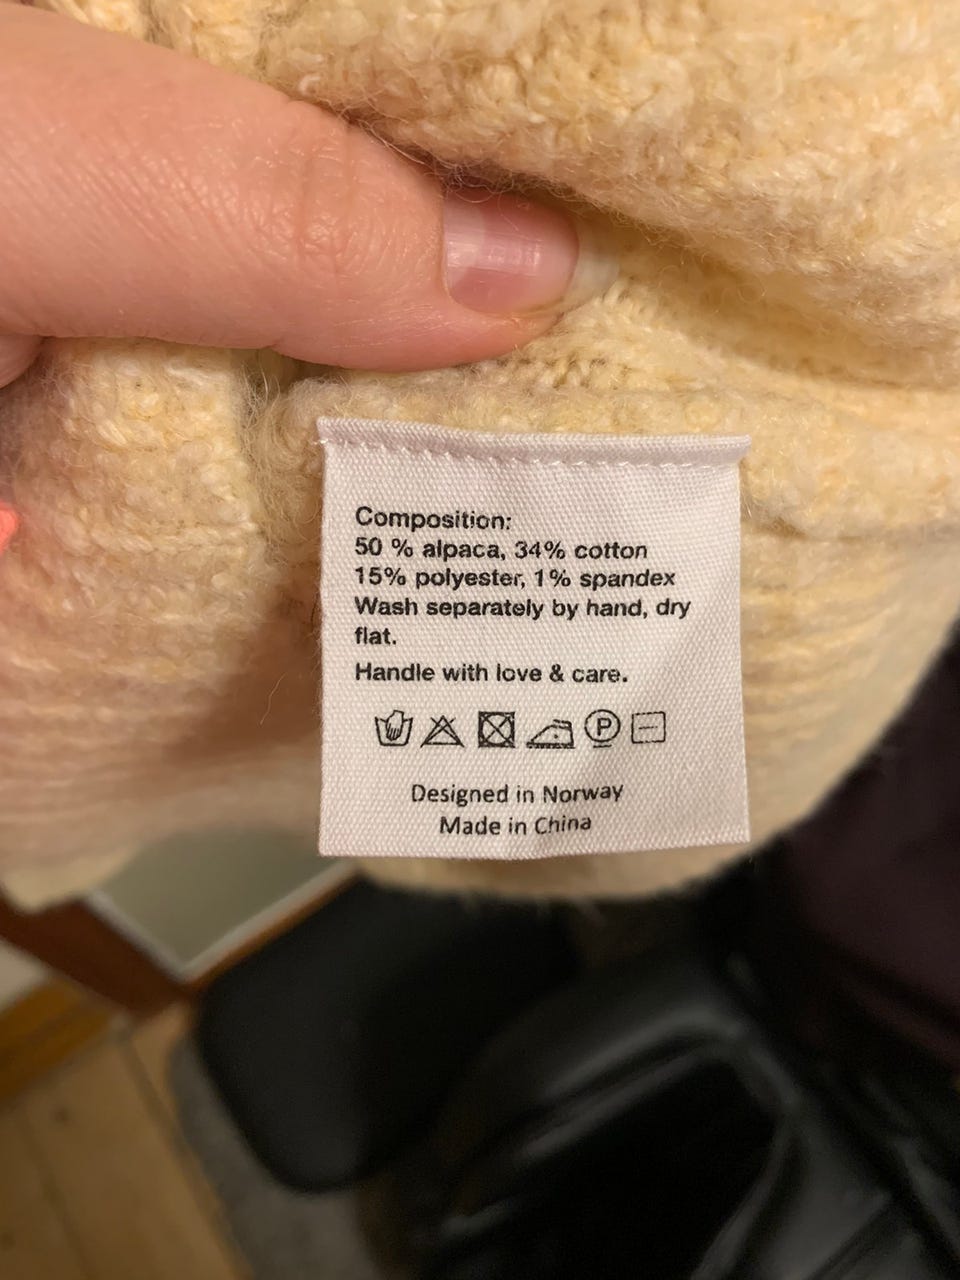 Composition:
50 % alpaca, 34% cotton
15% polyester, 1% spandex
Wash separately by hand, dry
flat.
Handle with love & care.
P
Designed in Norway
Made in China